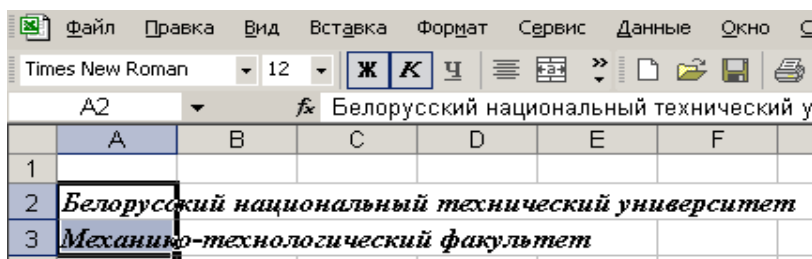 Файл Правка Вид Вставка Формат Сервис Данные Окно
Times New Roman 12 Ж К Ч
A2 fx Белорусский национальный технический у
A B C D E F
1
2 Белорусский национальный технический университет
3 Механико-технологический факультет